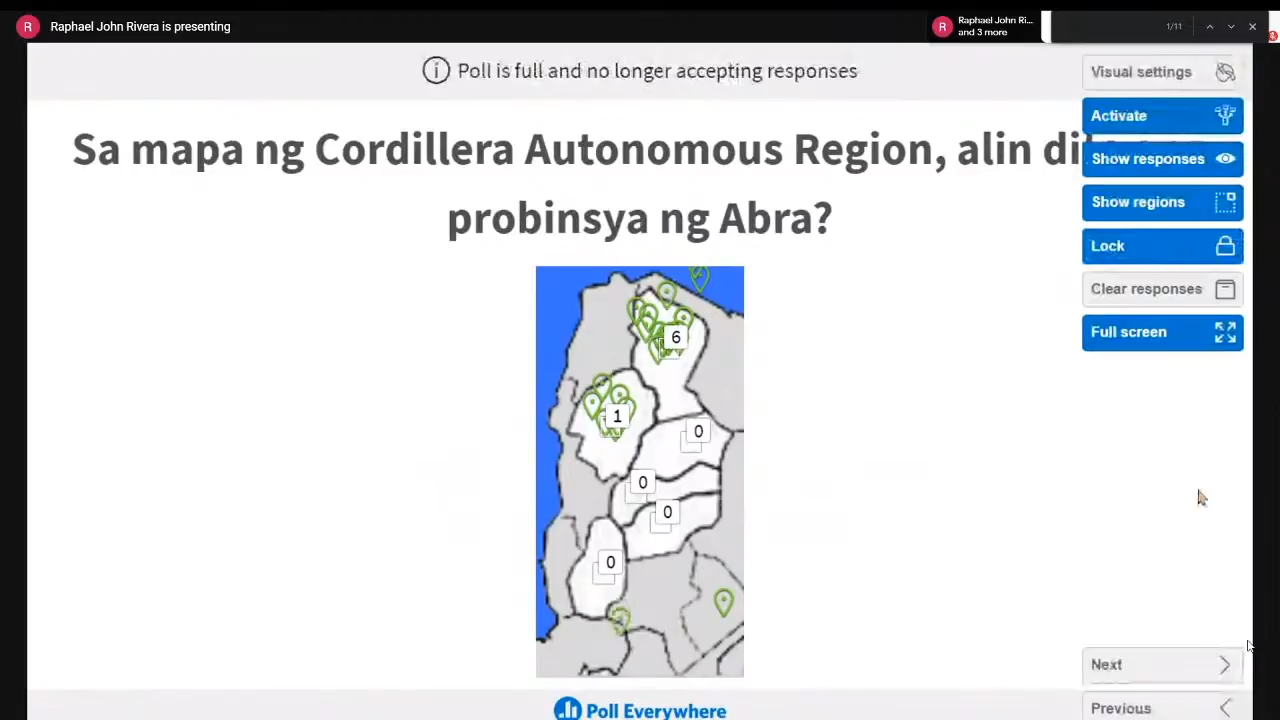 Raphael John Rivera is presenting
Raphael John Ri...
and 3 more
1/11
Poll is full and no longer accepting responses
Visual settings
Activate
Show responses
Show regions
Lock
Clear responses
Full screen
Sa mapa ng Cordillera Autonomous Region, alin
probinsya ng Abra?
6
1
0
0
0
0
Next
Previous
Poll Everywhere